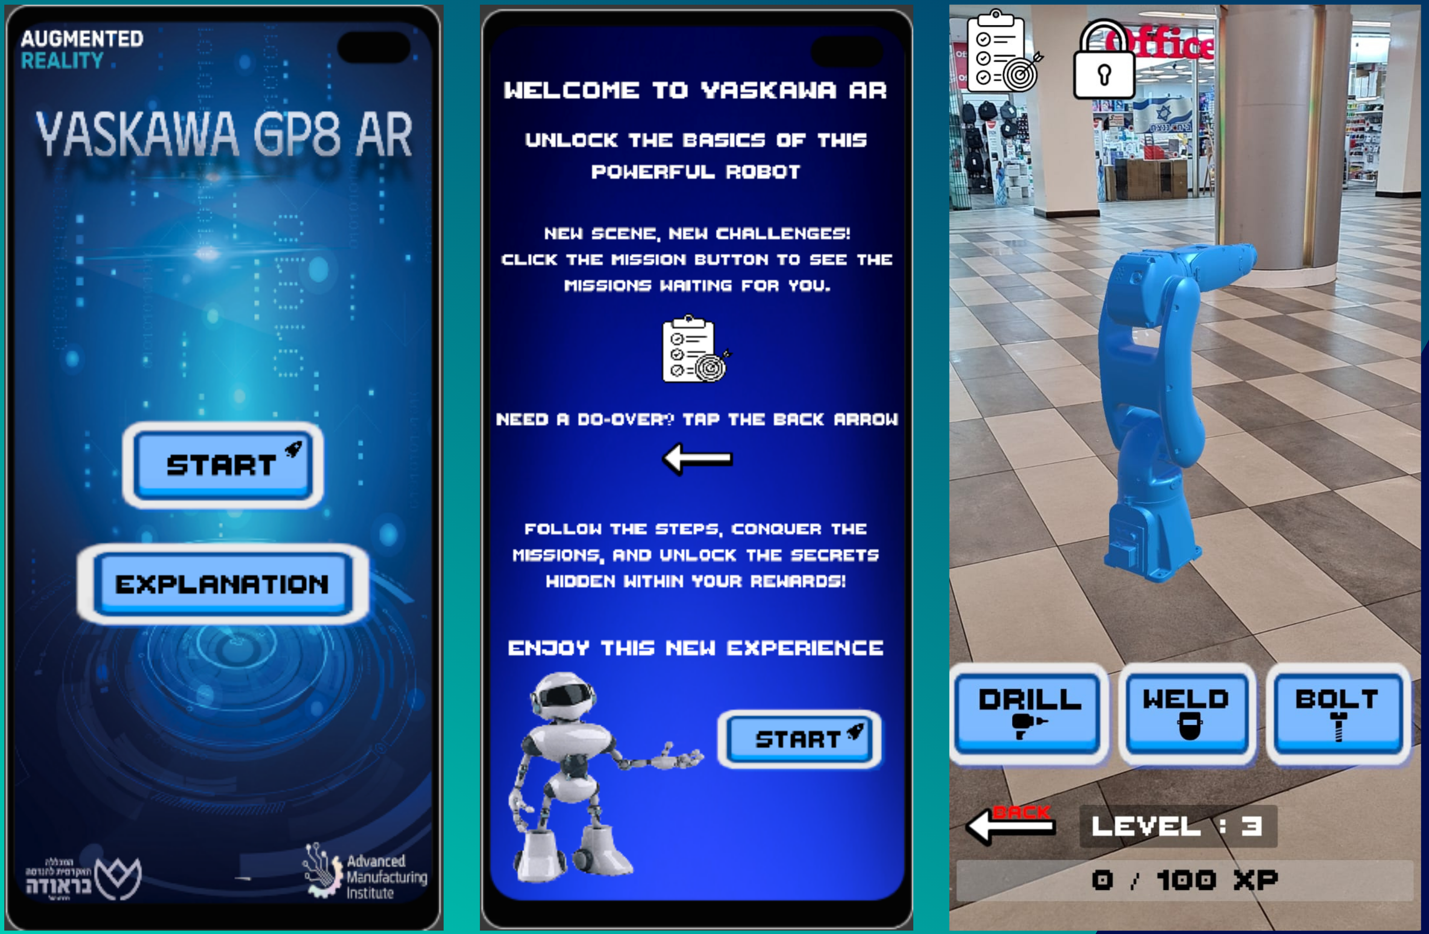 AUGMENTED
REALITY
YASKAWA GP8 AR
START
EXPLANATION
המכללה
האקדמית להנדסה
בראודה
Advanced
Manufacturing
Institute
WELCOME TO YASKAWA AR
UNLOCK THE BASICS OF THIS
POWERFUL ROBOT
NEW SCENE, NEW CHALLENGES!
CLICK THE MISSION BUTTON TO SEE THE
MISSIONS WAITING FOR YOU.
NEED A DO-OVER? TAP THE BACK ARROW
FOLLOW THE STEPS, CONQUER THE
MISSIONS, AND UNLOCK THE SECRETS
HIDDEN WITHIN YOUR REWARDS!
ENJOY THIS NEW EXPERIENCE
START
Office
DRILL
WELD
BOLT
BACK
LEVEL : 3
0 / 100 XP